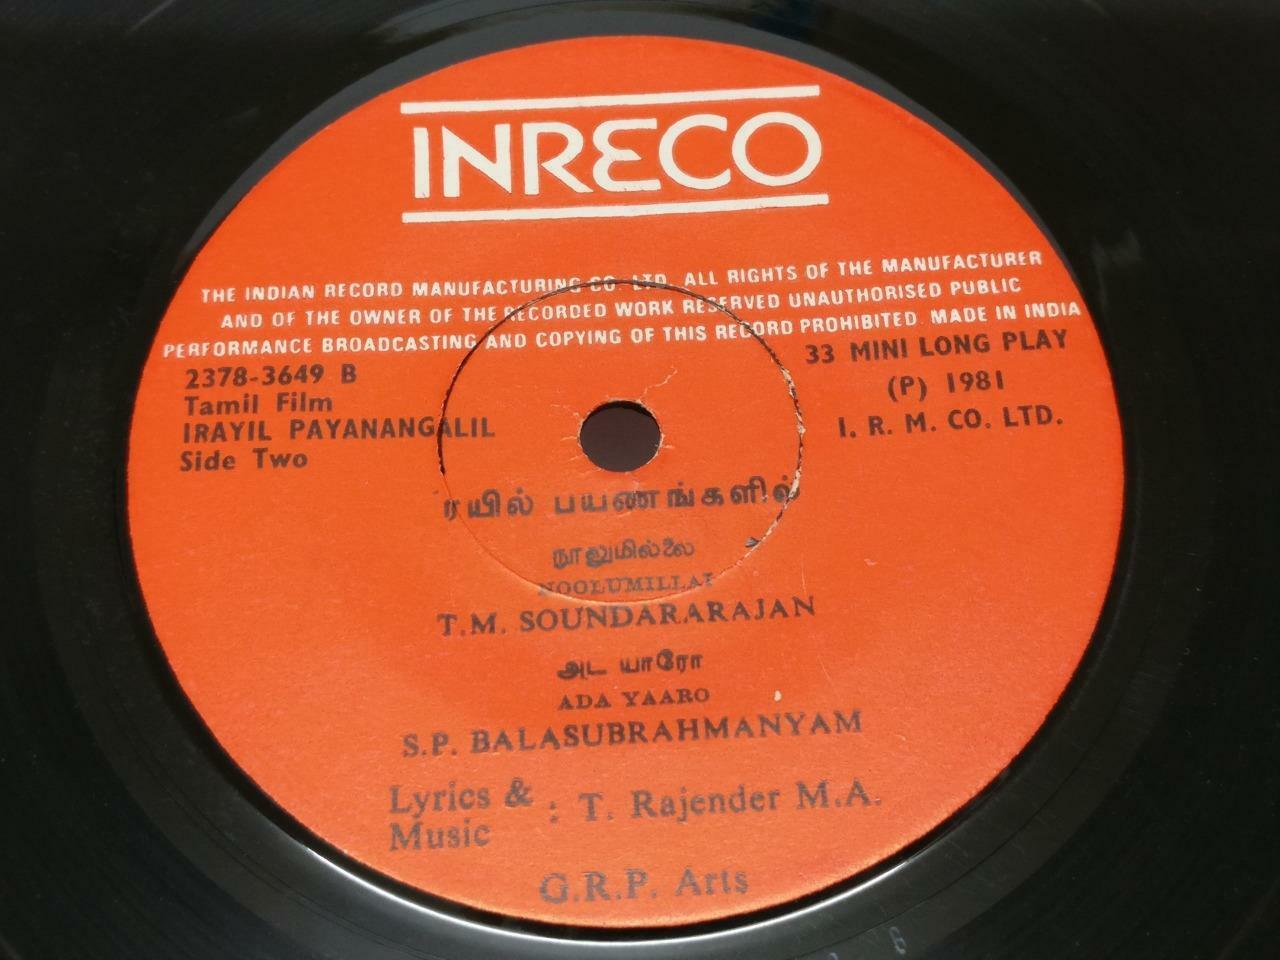 INRECO
THE INDIAN RECORD MANUFACTURING CO. LTD. ALL RIGHTS OF THE MANUFACTURER
AND OF THE OWNER OF THE RECORDED WORK RESERVED UNAUTHORISED PUBLIC
PERFORMANCE BROADCASTING AND COPYING OF THIS RECORD PROHIBITED. MADE IN INDIA
2378-3649 B
Tamil Film
IRAYIL PAYANANGALIL
Side Two
33 MINI LONG PLAY
(P) 1981
I. R. M. CO. LTD.
ரயில் பயணங்களில்
நூலுமில்லை
NOOLUMILLAI
T.M. SOUNDARARAJAN
அட யாரோ
ADA YAARO
S.P. BALASUBRAHMANYAM
Lyrics &
Music : T. Rajender M.A.
G.R.P. Arts